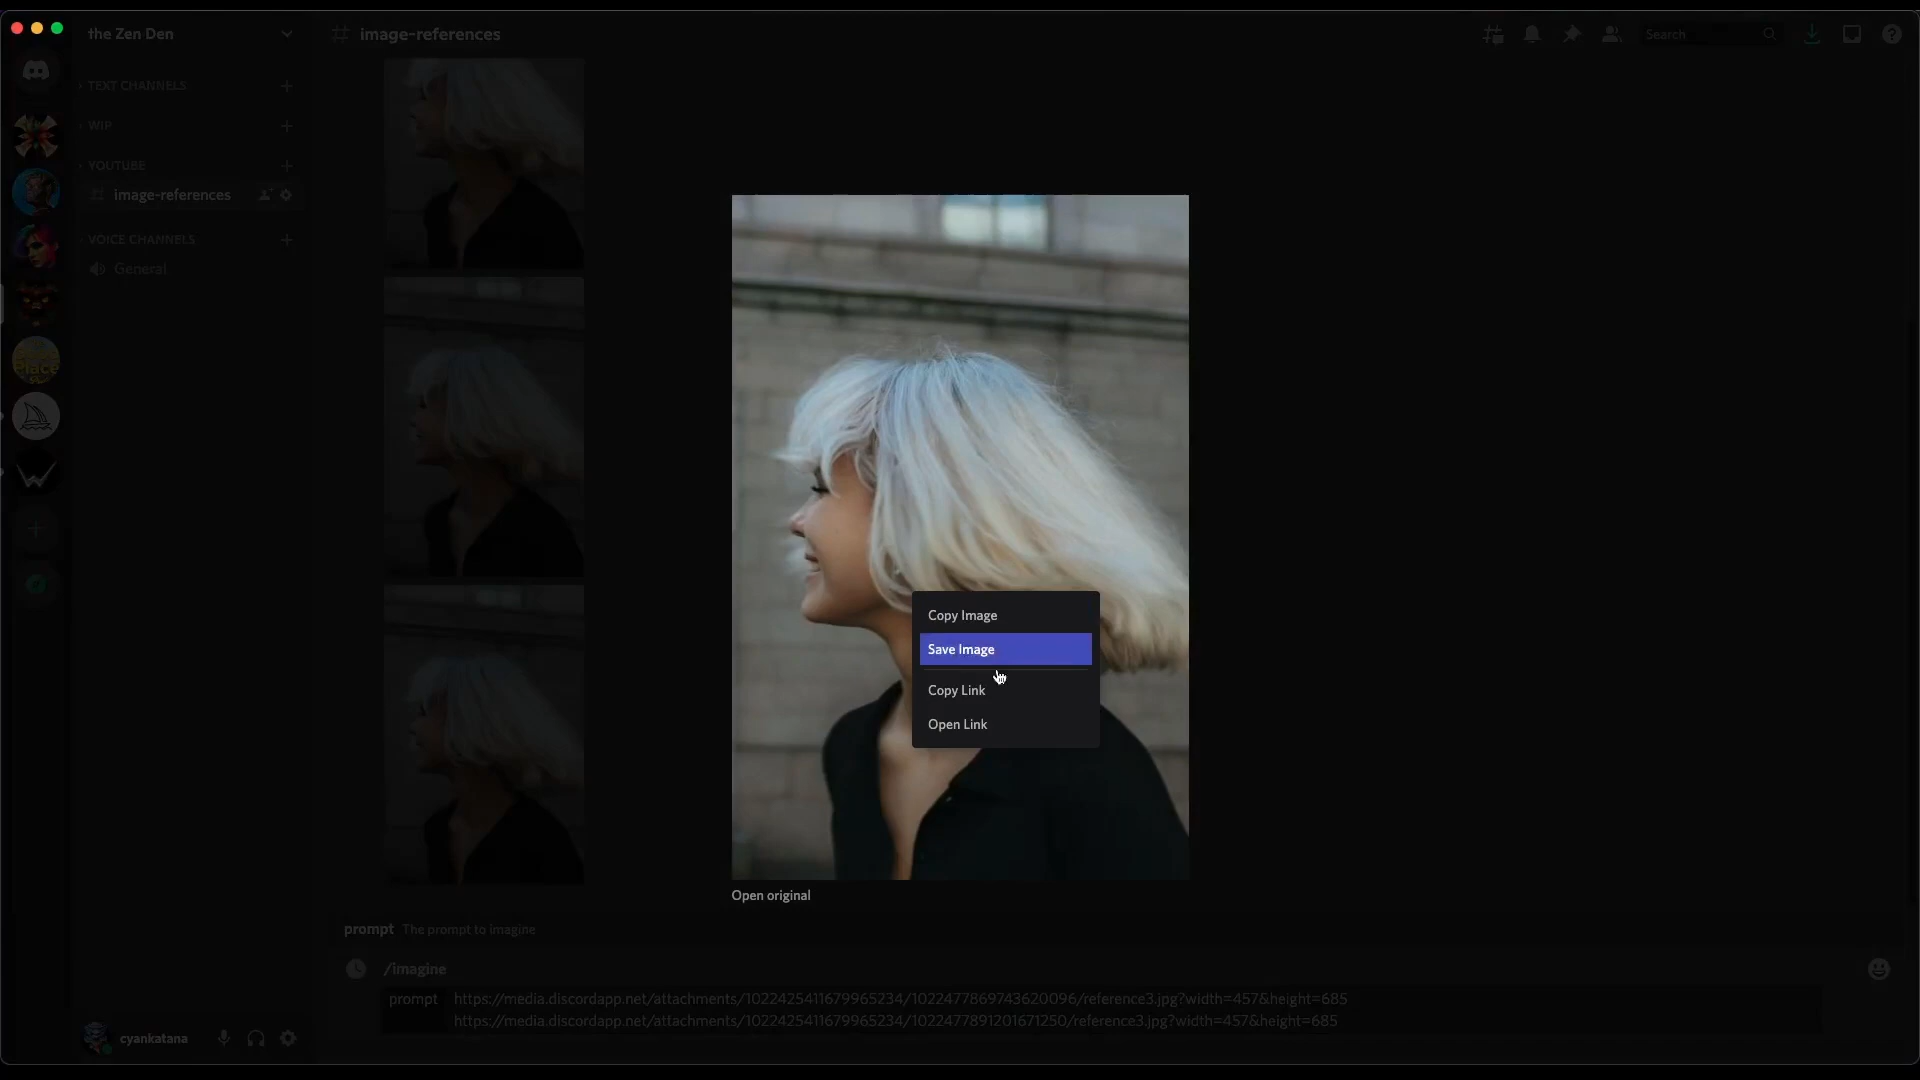 the Zen Den
image-references
Search
TEXT CHANNELS
WIP
YOUTUBE
image-references
VOICE CHANNELS
General
Place
Copy Image
Save Image
Copy Link
Open Link
Open original
prompt The prompt to imagine
/imagine
prompt https://media.discordapp.net/attachments/1022425411679965234/1022477869743620096/reference3.jpg?width=457&height=685
https://media.discordapp.net/attachments/1022425411679965234/1022477891201671250/reference3.jpg?width=457&height=685
cyankatana